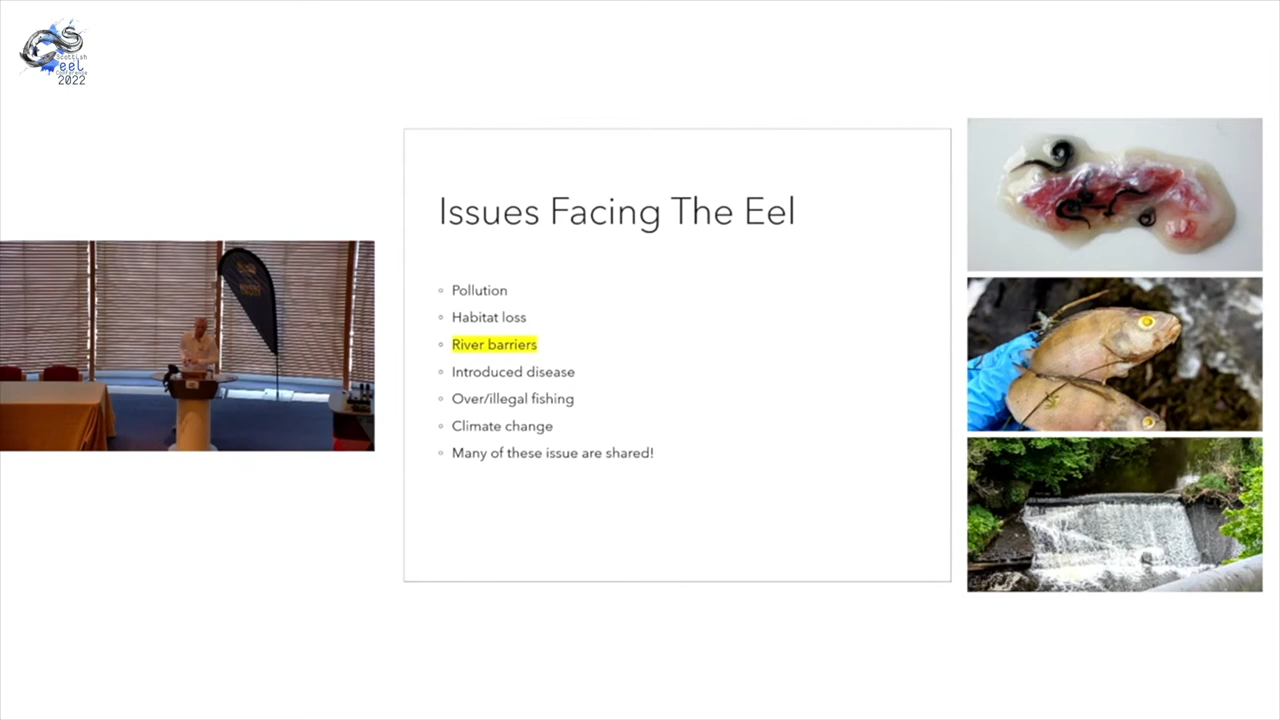 Scottish
eel
Conference
2022
Issues Facing The Eel
Pollution
Habitat loss
River barriers
Introduced disease
Over/illegal fishing
Climate change
Many of these issue are shared!